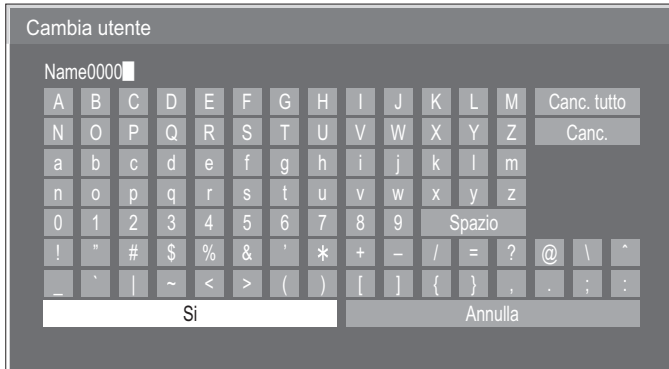 Cambia utente
Name0000
A B C D E F G H I J K L M Canc. tutto
N O P Q R S T U V W X Y Z Canc.
a b c d e f g h i j k l m
n o p q r s t u v w x y z
0 1 2 3 4 5 6 7 8 9 Spazio
! " # $ % & ' * + – / = ? @ \ ^
_ ` | ~ < > ( ) [ ] { } , . ; :
Si Annulla